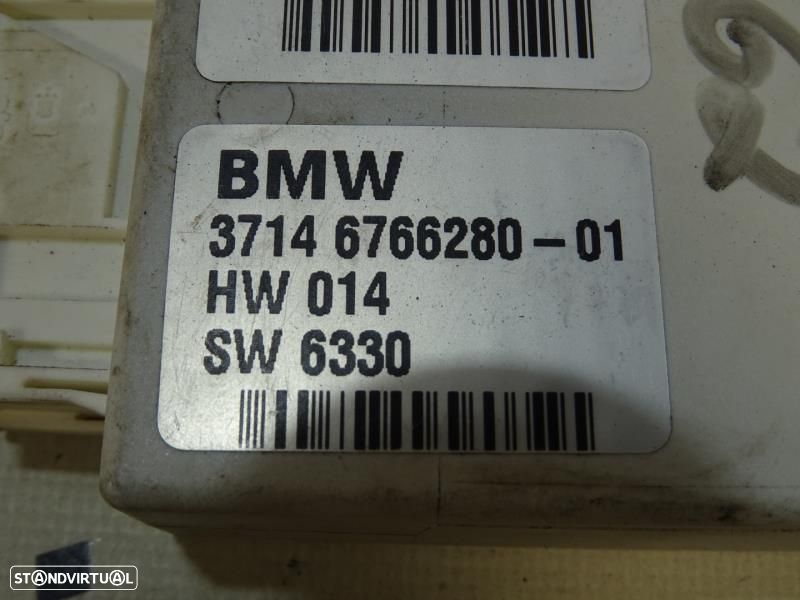 BMW
3714 6766280-01
HW 014
SW 6330
STANDVIRTUAL